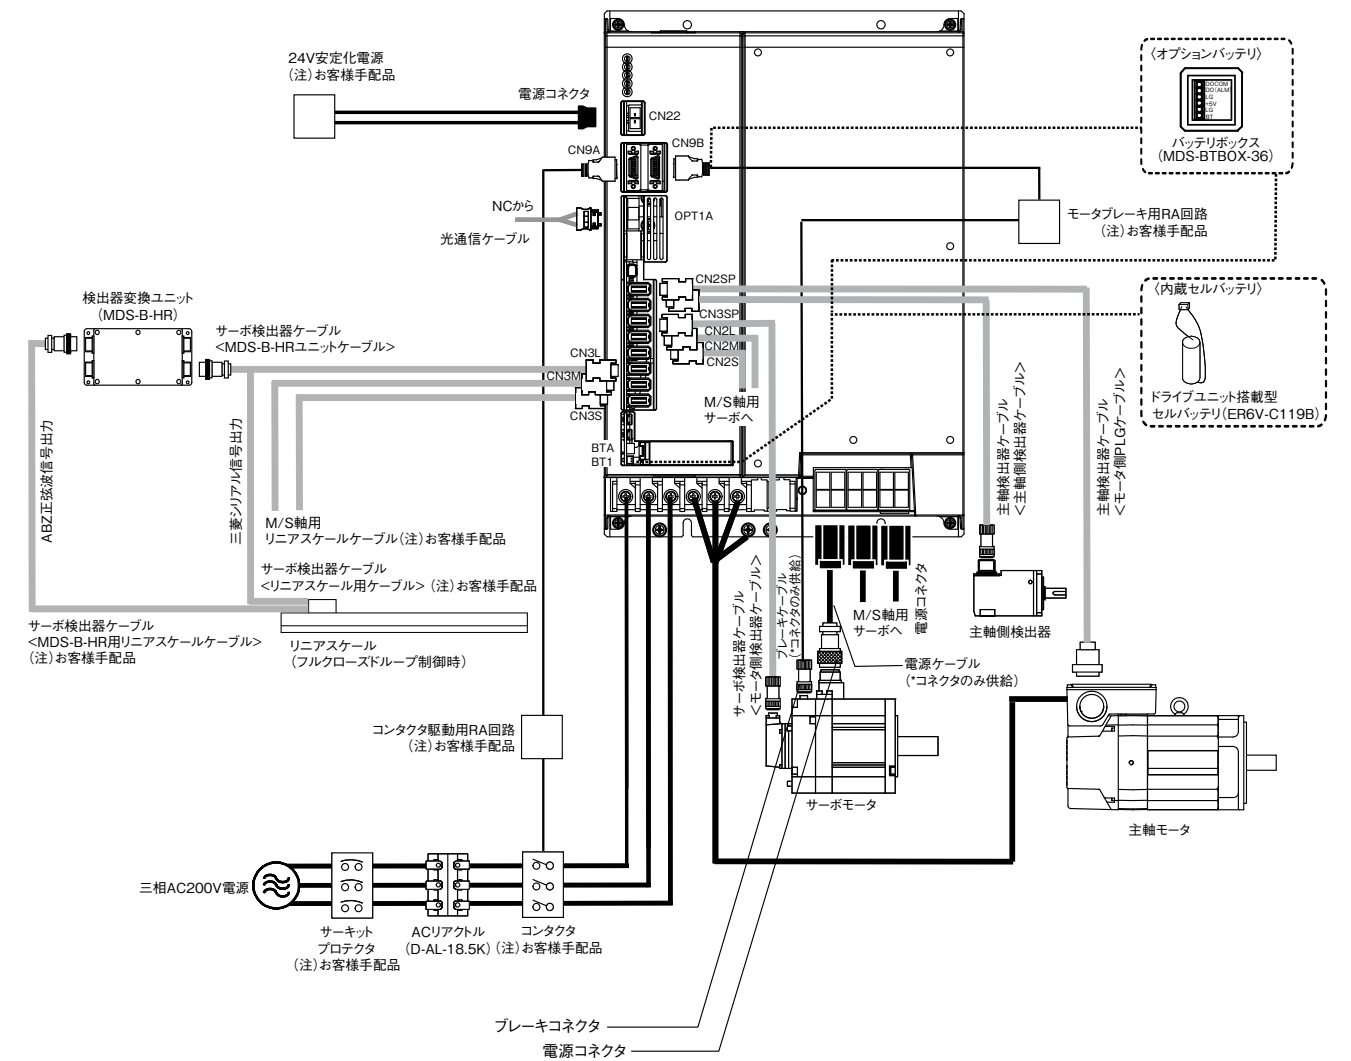 24V安定化電源
(注)お客様手配品
電源コネクタ
CN22
CN9A
CN9B
NCから
光通信ケーブル
OPT1A
〈オプションバッテリ〉
DOCOM
DO(ALM)
LG
+5V
LG
BT
バッテリボックス
(MDS-BTBOX-36)
モータブレーキ用RA回路
(注)お客様手配品
検出器変換ユニット
(MDS-B-HR)
サーボ検出器ケーブル
<MDS-B-HRユニットケーブル>
CN2SP
CN3SP
CN2L
CN2M
CN2S
CN3L
CN3M
CN3S
M/S軸用
サーボへ
BTA
BT1
〈内蔵セルバッテリ〉
ドライブユニット搭載型
セルバッテリ(ER6V-C119B)
ABZ正弦波信号出力
三菱シリアル信号出力
M/S軸用
リニアスケールケーブル(注)お客様手配品
サーボ検出器ケーブル
<リニアスケール用ケーブル> (注)お客様手配品
サーボ検出器ケーブル
<MDS-B-HR用リニアスケールケーブル>
(注)お客様手配品
リニアスケール
(フルクローズドループ制御時)
主軸検出器ケーブル
<主軸側検出器ケーブル>
主軸検出器ケーブル
<モータ側PLGケーブル>
サーボ検出器ケーブル
<モータ側検出器ケーブル>
ブレーキケーブル
(*コネクタのみ供給)
M/S軸用
サーボへ
電源コネクタ
主軸側検出器
電源ケーブル
(*コネクタのみ供給)
コンタクタ駆動用RA回路
(注)お客様手配品
サーボモータ
主軸モータ
三相AC200V電源
サーキット
プロテクタ
(注)お客様手配品
ACリアクトル
(D-AL-18.5K)
コンタクタ
(注)お客様手配品
ブレーキコネクタ
電源コネクタ